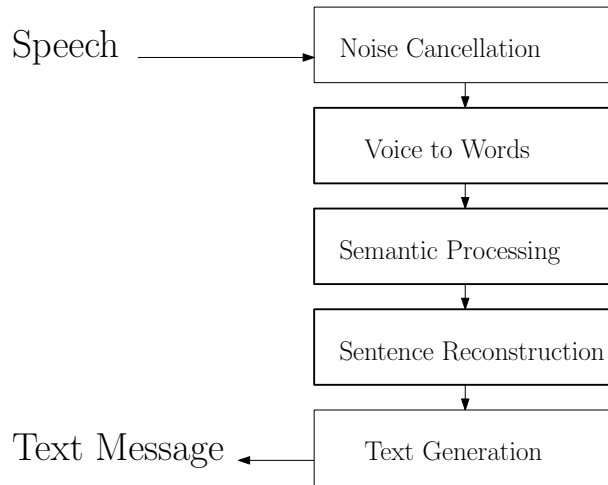 Speech
Noise Cancellation
Voice to Words
Semantic Processing
Sentence Reconstruction
Text Message
Text Generation